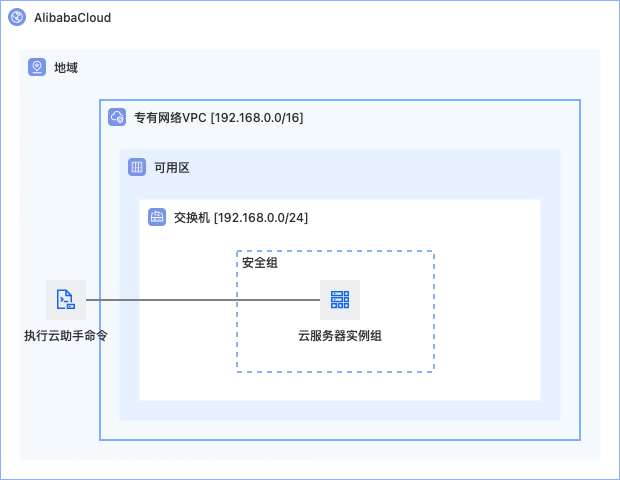 AlibabaCloud
地域
专有网络VPC [192.168.0.0/16]
可用区
交换机 [192.168.0.0/24]
安全组
执行云助手命令
云服务器实例组